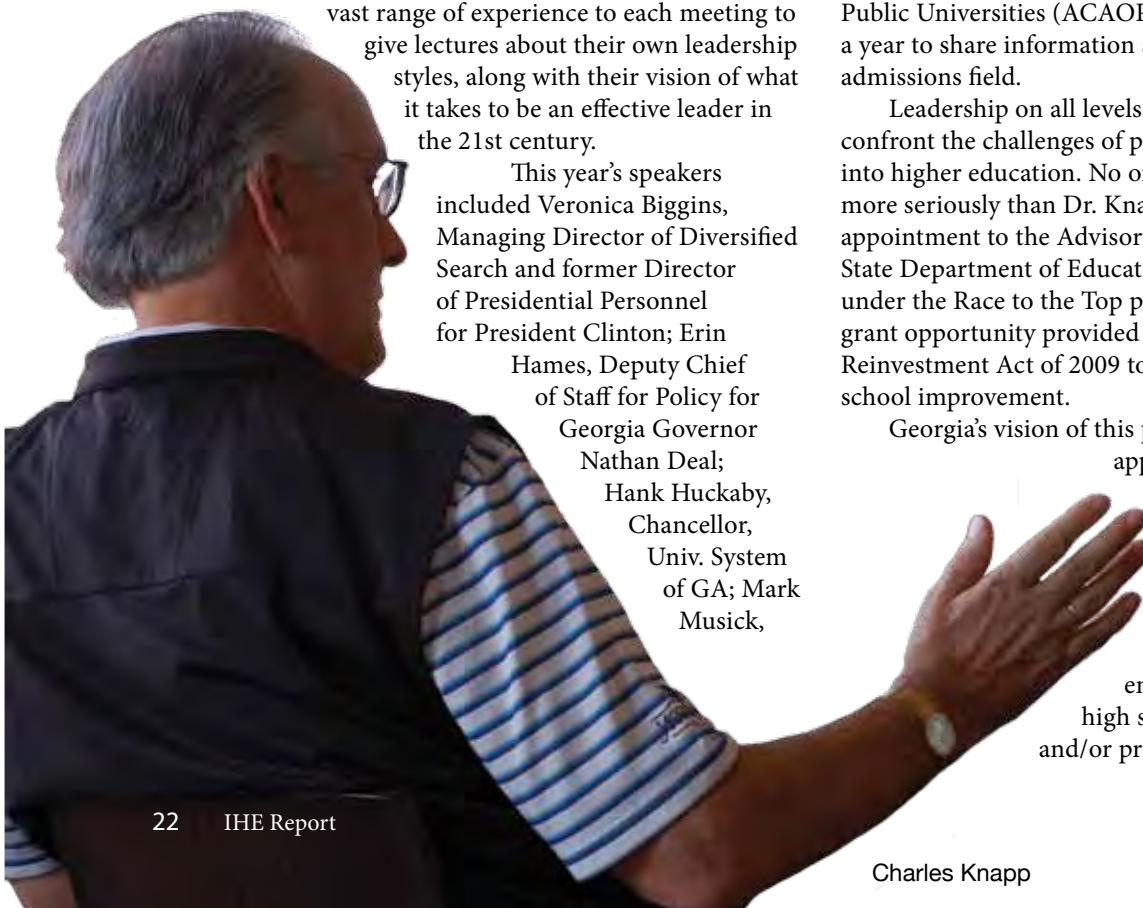 vast range of experience to each meeting to
give lectures about their own leadership
styles, along with their vision of what
it takes to be an effective leader in
the 21st century.
This year's speakers
included Veronica Biggins,
Managing Director of Diversified
Search and former Director
of Presidential Personnel
for President Clinton; Erin
Hames, Deputy Chief
of Staff for Policy for
Georgia Governor
Nathan Deal;
Hank Huckaby,
Chancellor,
Univ. System
of GA; Mark
Musick,
Public Universities (ACAOP
a year to share information
admissions field.
Leadership on all levels
confront the challenges of p
into higher education. No o
more seriously than Dr. Kna
appointment to the Advisor
State Department of Educat
under the Race to the Top p
grant opportunity provided
Reinvestment Act of 2009 to
school improvement.
Georgia's vision of this p
app
en
high s
and/or pr
22 IHE Report
Charles Knapp